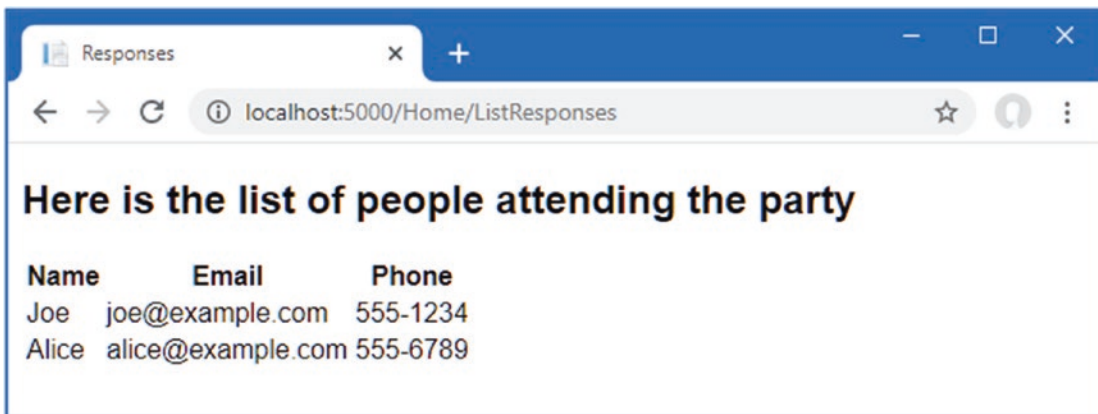 Responses
localhost:5000/Home/ListResponses
Here is the list of people attending the party
Name Email Phone
Joe joe@example.com 555-1234
Alice alice@example.com 555-6789